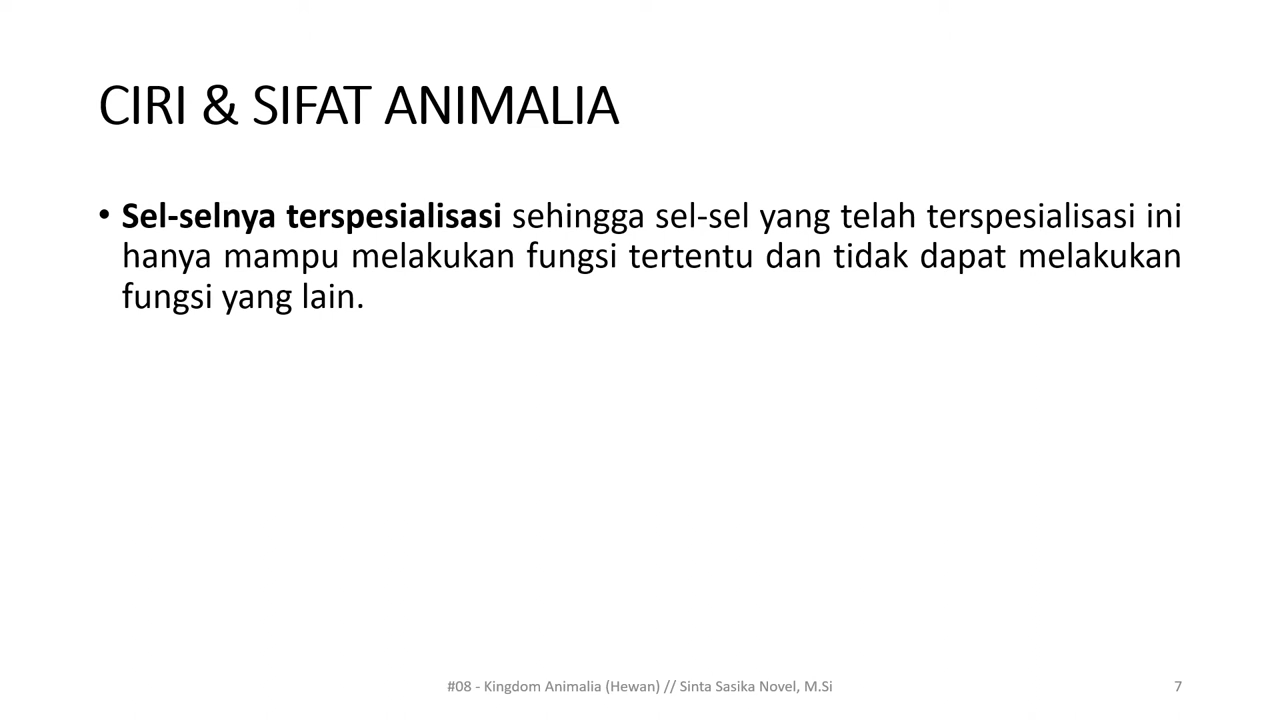 CIRI & SIFAT ANIMALIA
• Sel-selnya terspesialisasi sehingga sel-sel yang telah terspesialisasi ini
hanya mampu melakukan fungsi tertentu dan tidak dapat melakukan
fungsi yang lain.
#08 - Kingdom Animalia (Hewan) // Sinta Sasika Novel, M.Si
7